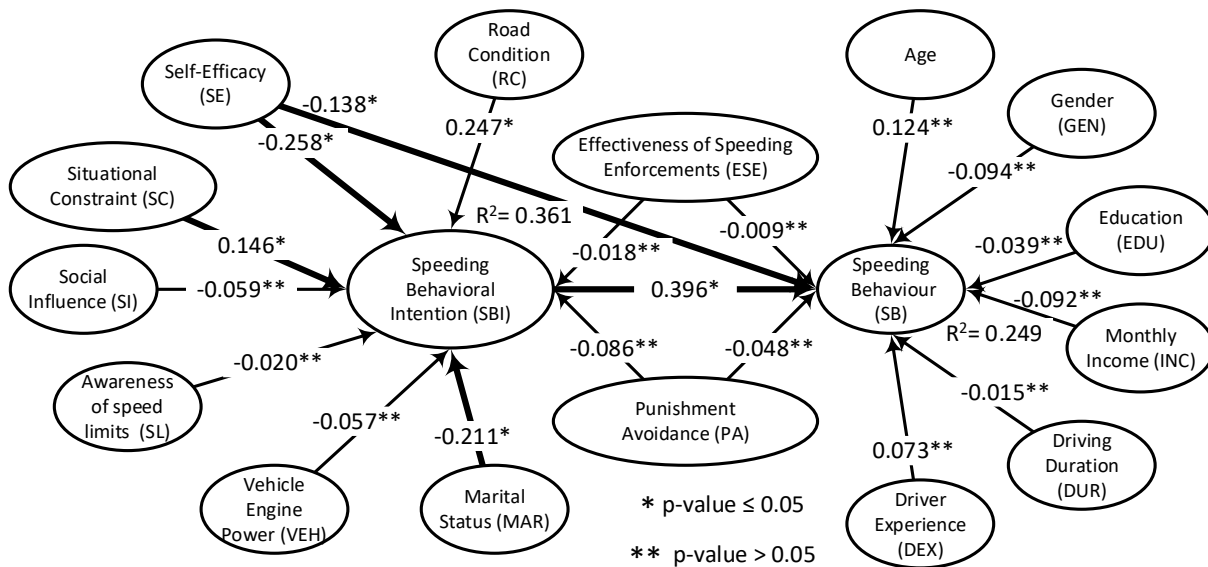 Road
Condition
(RC)
Age
Self-Efficacy
(SE)
-0.138*
Gender
(GEN)
-0.258*
0.247*
0.124**
Effectiveness of Speeding
Enforcements (ESE)
-0.094**
Situational
Constraint (SC)
R²= 0.361
-0.009**
Education
(EDU)
-0.039**
0.146*
-0.018**
Social
Influence (SI)
-0.059**
Speeding
Behavioral
Intention (SBI)
0.396*
Speeding
Behaviour
(SB)
-0.092**
R²= 0.249
Monthly
Income (INC)
-0.020**
-0.086**
-0.048**
Awareness
of speed
limits (SL)
-0.057**
-0.211*
Punishment
Avoidance (PA)
-0.015**
0.073**
Driving
Duration
(DUR)
Vehicle
Engine
Power (VEH)
Marital
Status (MAR)
Driver
Experience
(DEX)
* p-value ≤ 0.05
** p-value > 0.05